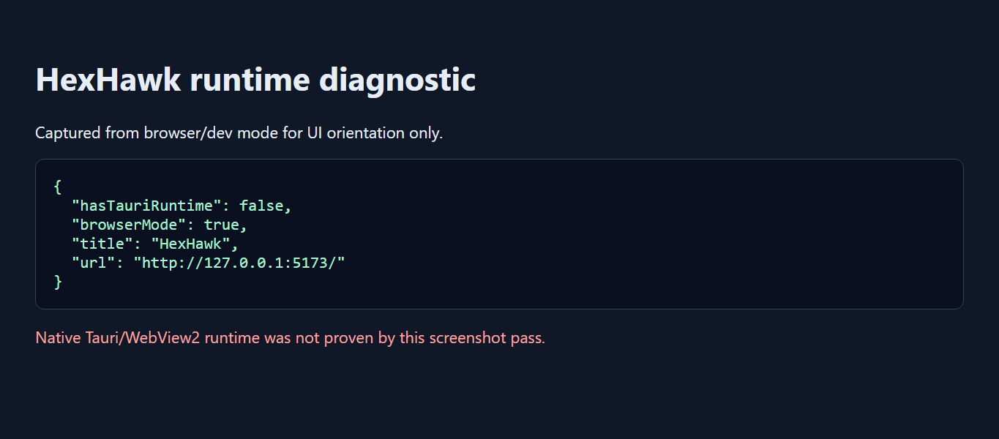 HexHawk runtime diagnostic
Captured from browser/dev mode for UI orientation only.
{
  "hasTauriRuntime": false,
  "browserMode": true,
  "title": "HexHawk",
  "url": "http://127.0.0.1:5173/"
}
Native Tauri/WebView2 runtime was not proven by this screenshot pass.